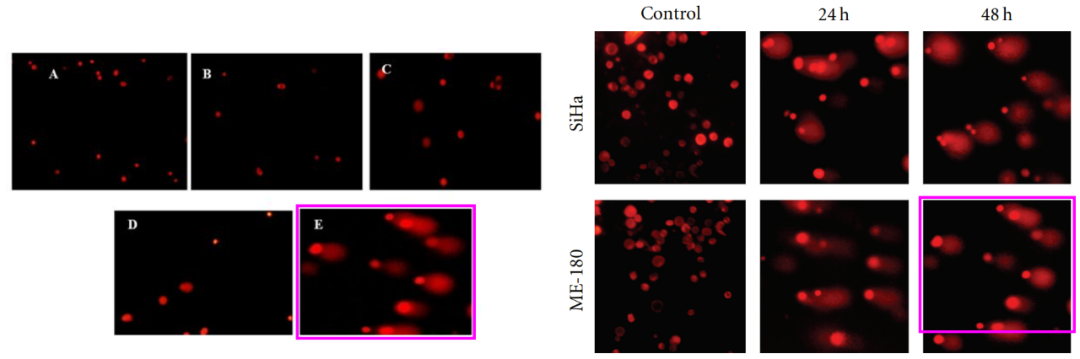 A
B
C
D
E
Control
24 h
48 h
SiHa
ME-180